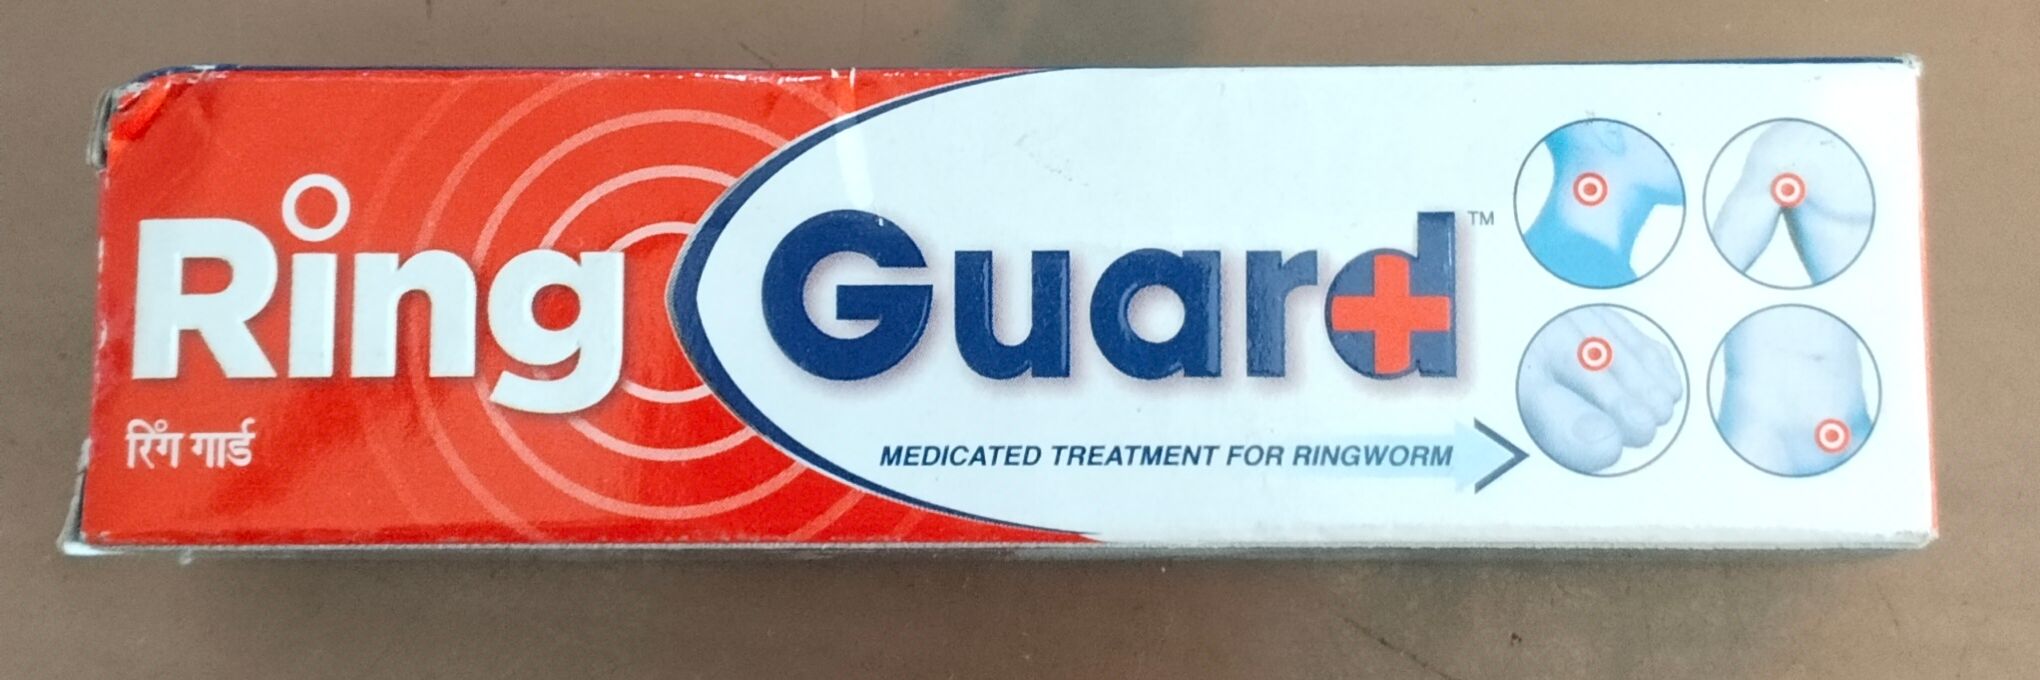 Ring Guard™
रिंग गार्ड
MEDICATED TREATMENT FOR RINGWORM